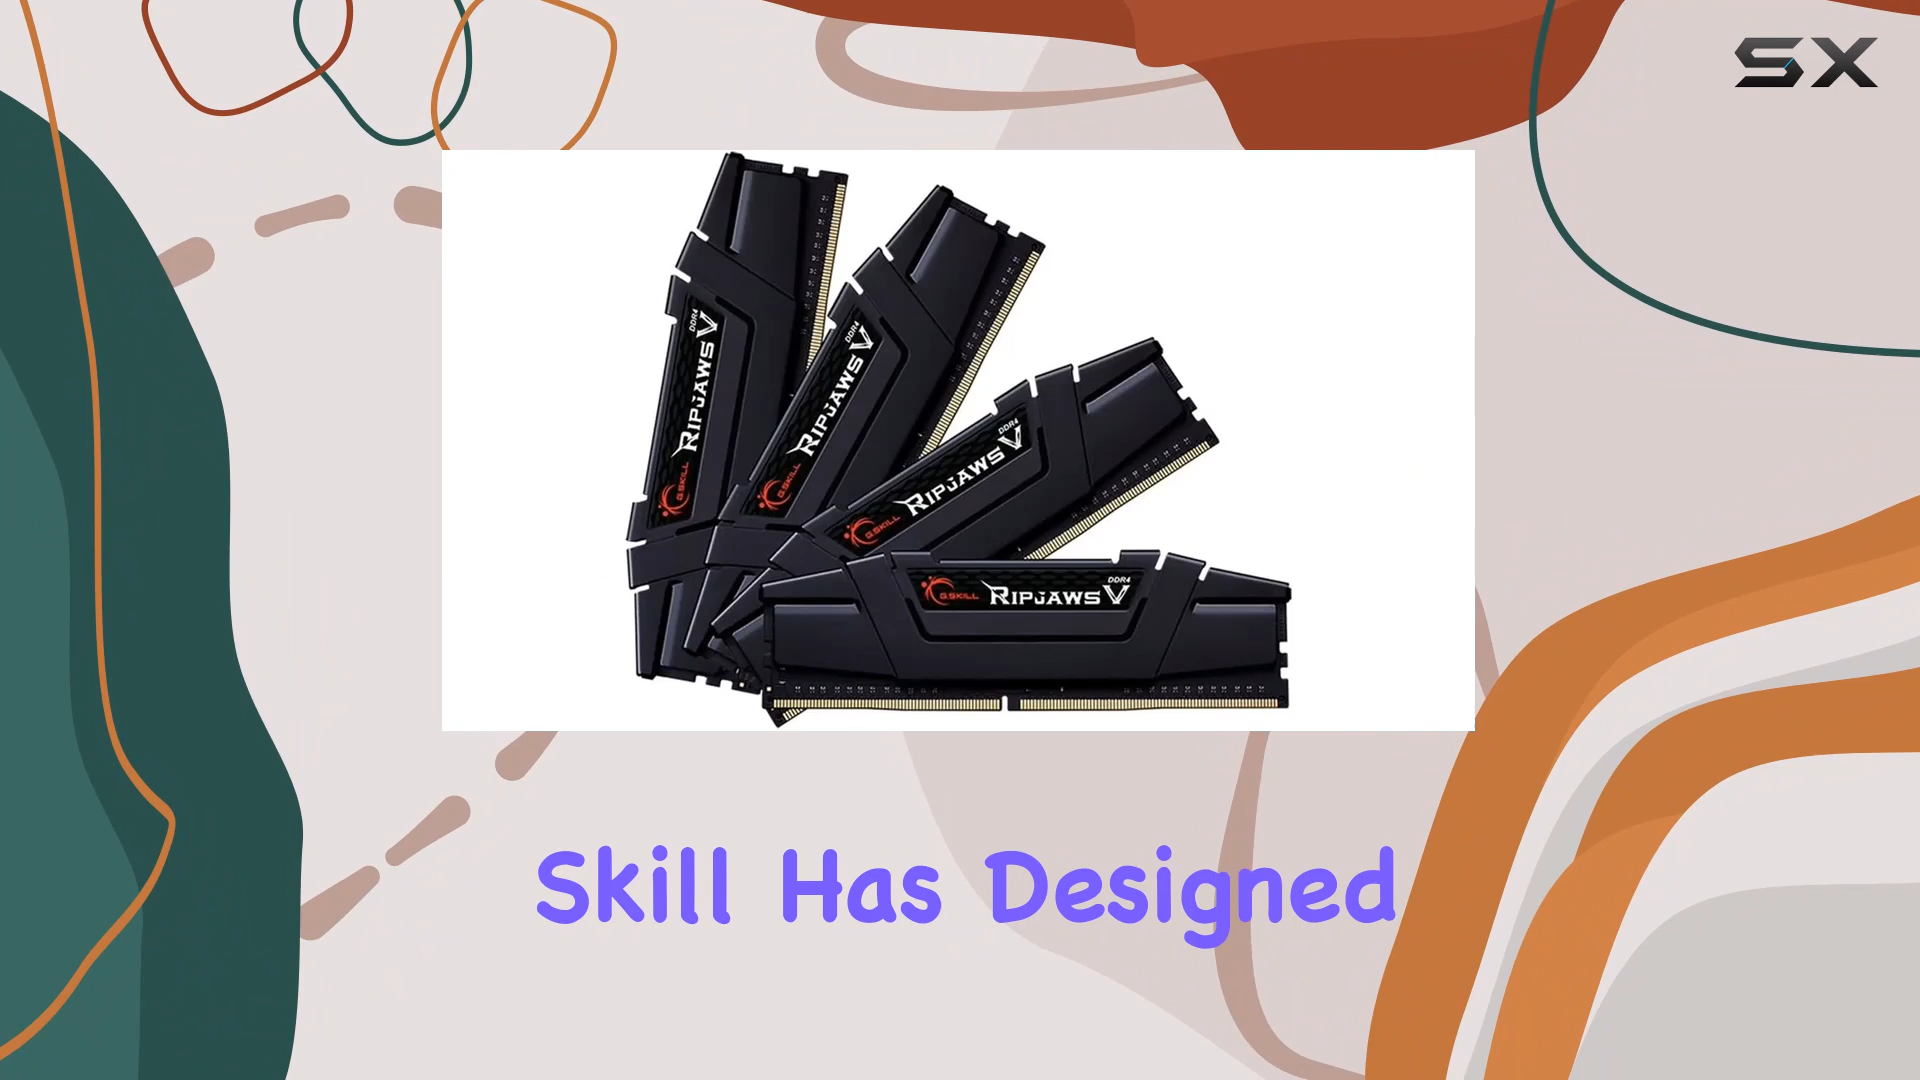 SX
DDR4
RIPJAWS V
G.SKILL
DDR4
RIPJAWS V
G.SKILL
DDR4
RIPJAWS V
G.SKILL
DDR4
G.SKILL RIPJAWS V
Skill Has Designed